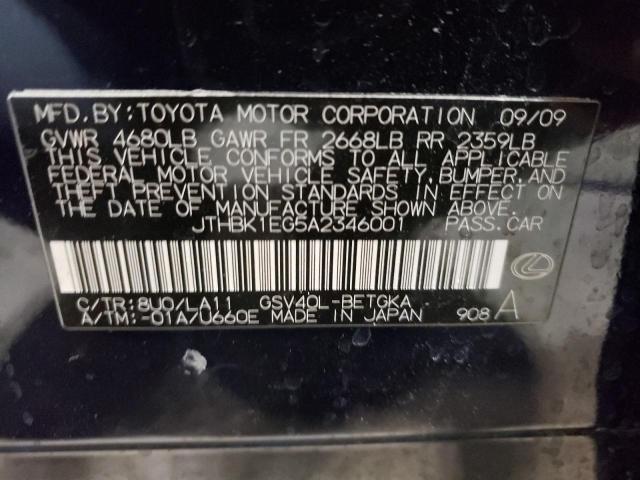 MFD. BY: TOYOTA MOTOR CORPORATION 09/09
GVWR 4680LB GAWR FR 2668LB RR 2359LB
THIS VEHICLE CONFORMS TO ALL APPLICABLE
FEDERAL MOTOR VEHICLE SAFETY, BUMPER, AND
THEFT PREVENTION STANDARDS IN EFFECT ON
THE DATE OF MANUFACTURE SHOWN ABOVE.
JTHBK1EG5A2346001 PASS. CAR
C/TR: 8U0/LA11 GSV40L-BETGKA
A/TM: -01A/U660E MADE IN JAPAN 908 A